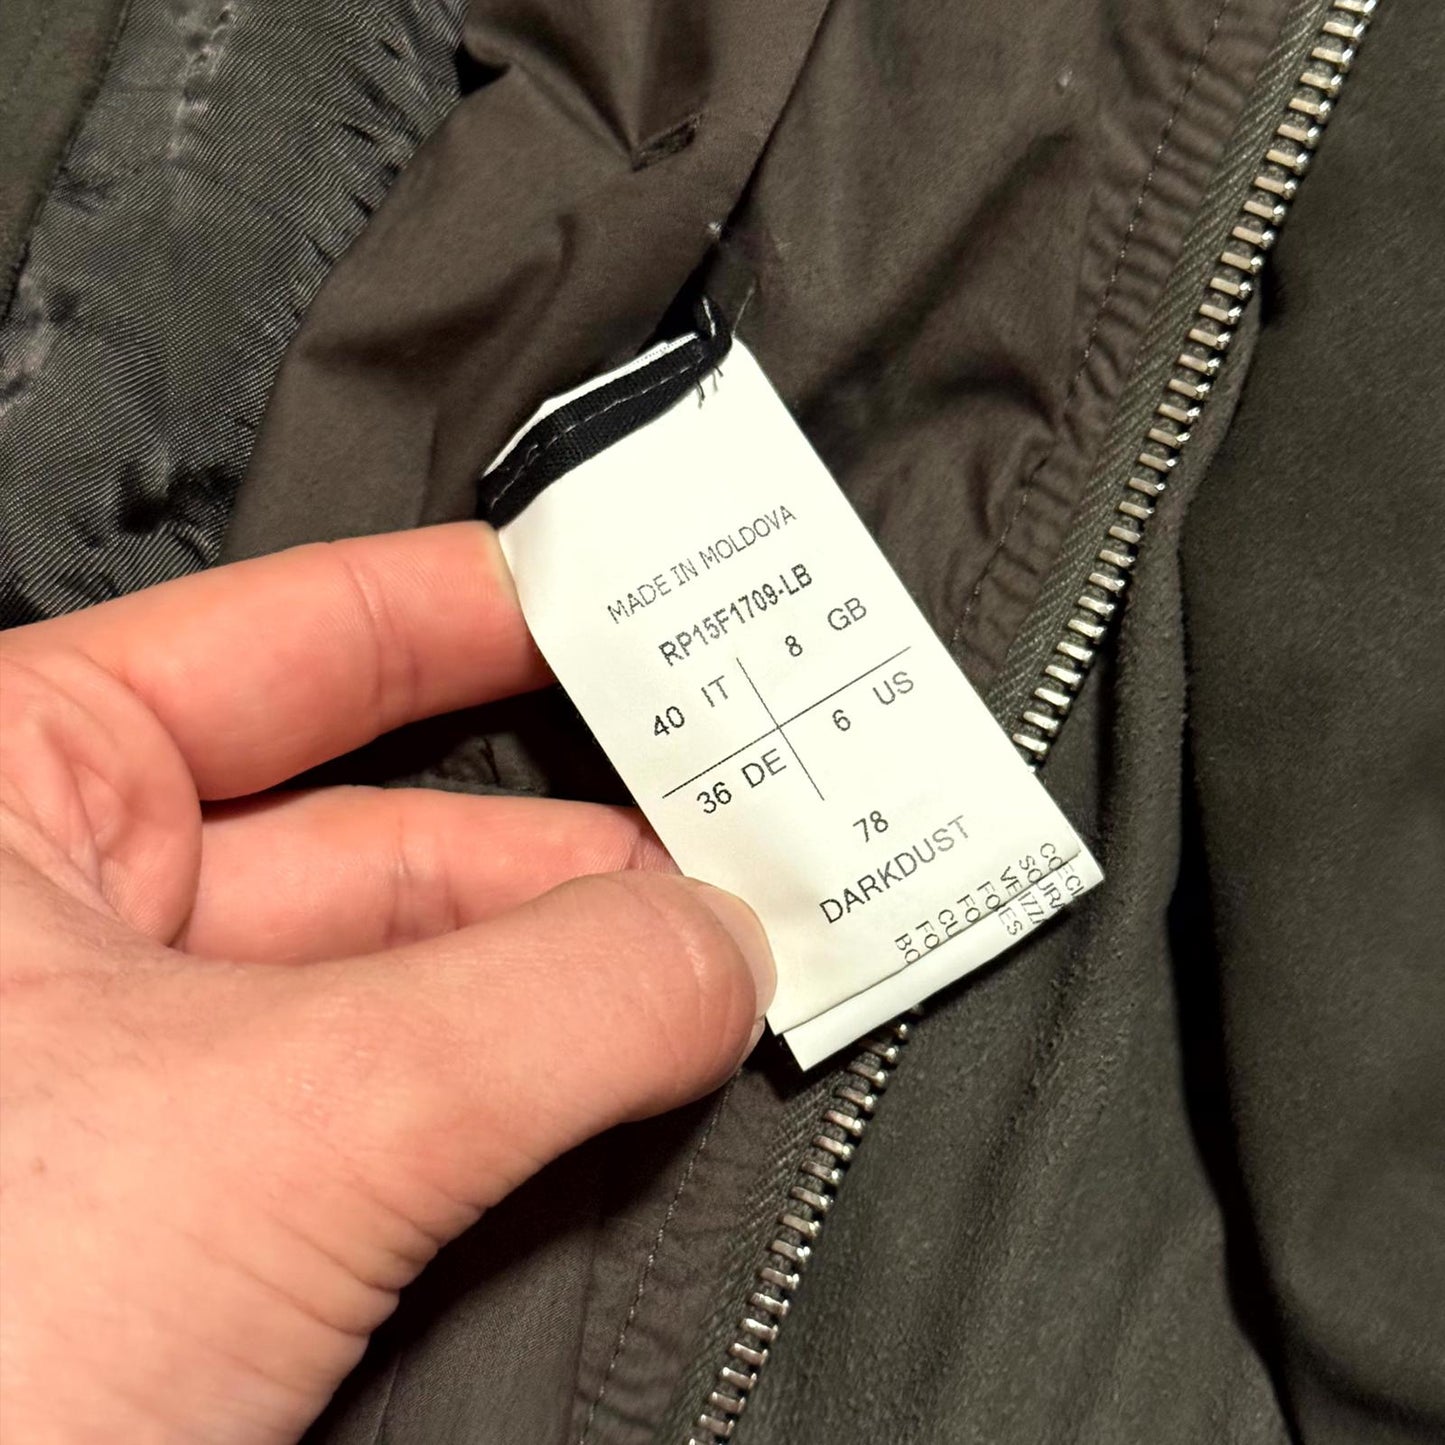 MADE IN MOLDOVA
RP15F1709-LB
40 IT 8 GB
36 DE 6 US
78
DARKDUST